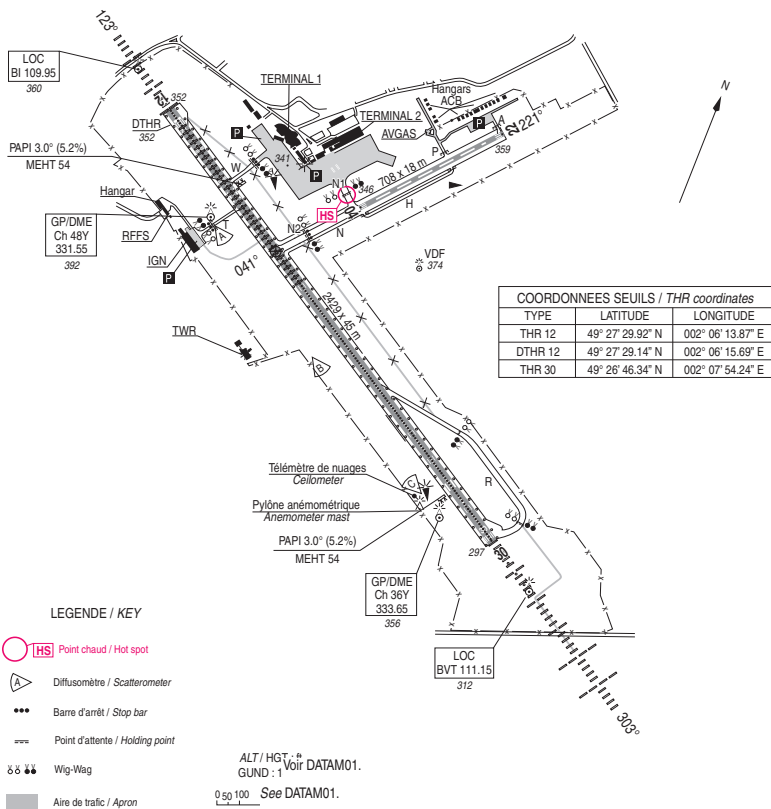 123°
LOC
BI 109.95
360
12
352
DTHR
352
TERMINAL 1
TERMINAL 2
Hangars
ACB
AVGAS
P
P
A
22
221°
359
N
PAPI 3.0° (5.2%)
MEHT 54
W
341
P
N1
346
708 x 18 m
HS
04
H
Hangar
GP/DME
Ch 48Y
331.55
392
RFFS
T
A
IGN
P
N2
N
041°
VDF
374
2429 x 45 m
TWR
B
COORDONNEES SEUILS / THR coordinates
TYPE LATITUDE LONGITUDE
THR 12 49° 27' 29.92" N 002° 06' 13.87" E
DTHR 12 49° 27' 29.14" N 002° 06' 15.69" E
THR 30 49° 26' 46.34" N 002° 07' 54.24" E
Télémètre de nuages
Ceilometer
C
R
Pylône anémométrique
Anemometer mast
PAPI 3.0° (5.2%)
MEHT 54
297
30
GP/DME
Ch 36Y
333.65
356
LOC
BVT 111.15
312
303°
LEGENDE / KEY
HS Point chaud / Hot spot
A Diffusomètre / Scatterometer
Barre d'arrêt / Stop bar
Point d'attente / Holding point
Wig-Wag
Aire de trafic / Apron
ALT / HGT : ft
GUND : 1
Voir DATAM01.
0 50 100
See DATAM01.